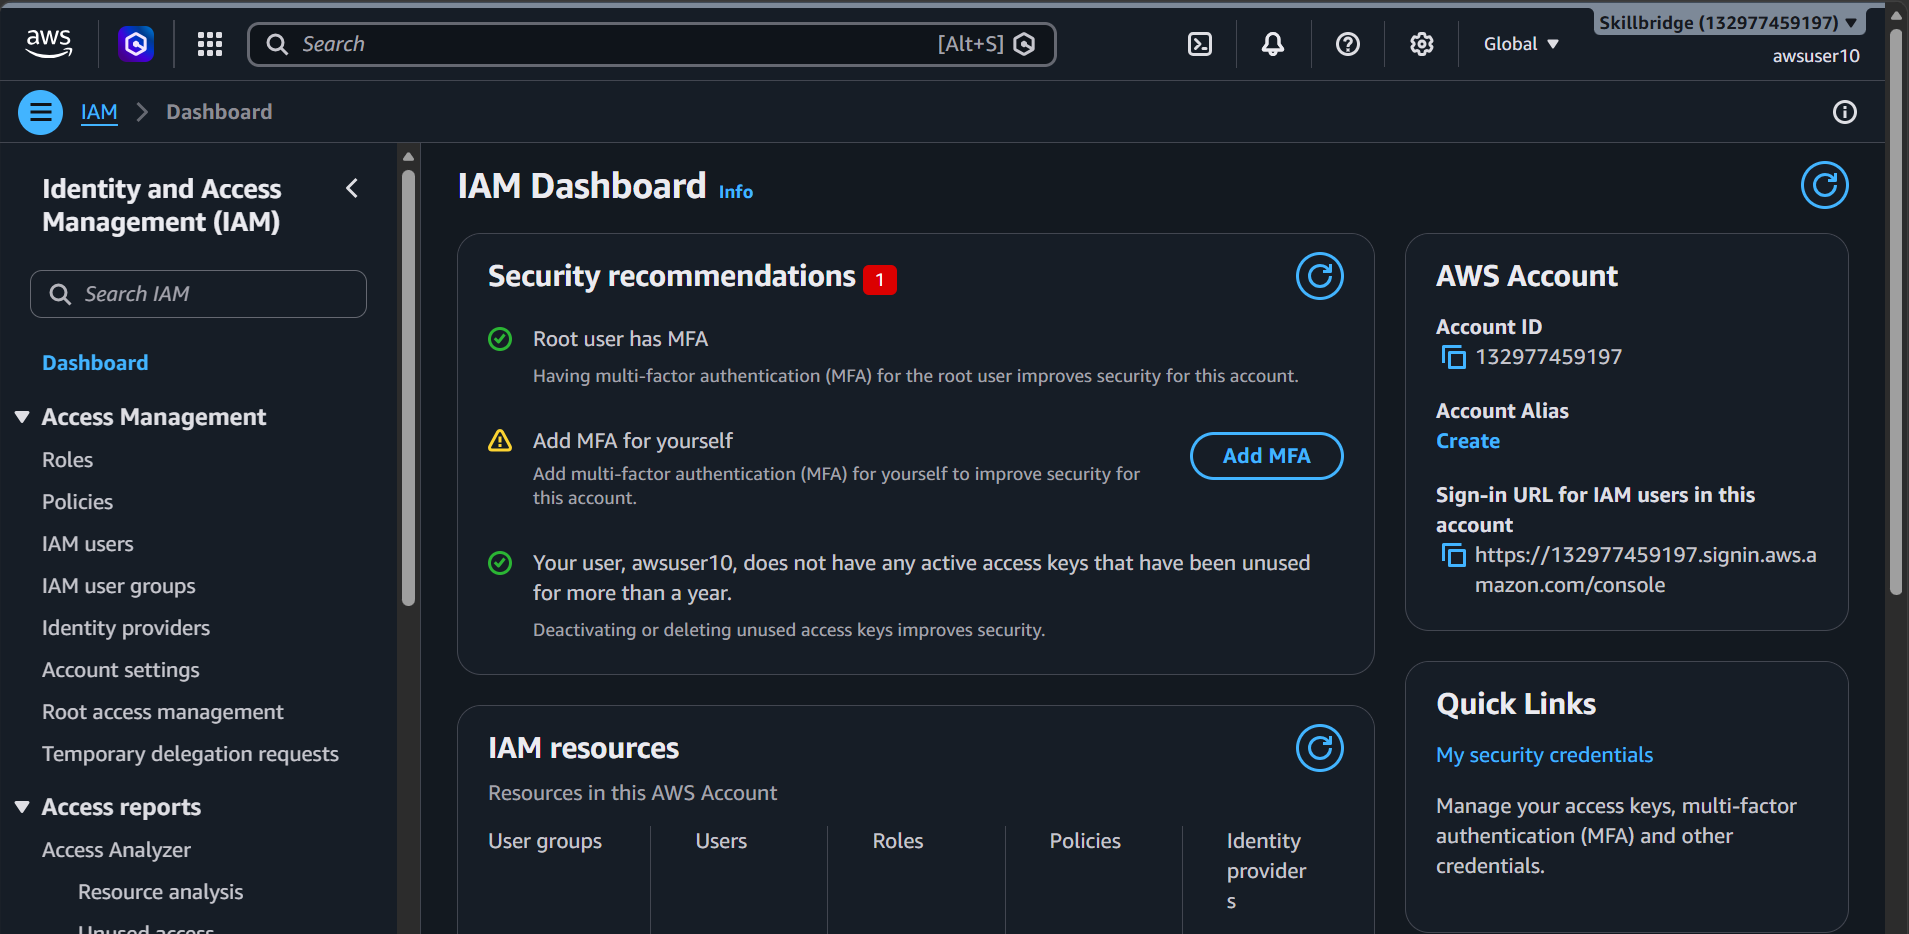 aws
Search
[Alt+S]
Global
Skillbridge (132977459197)
awsuser10
IAM
Dashboard
Identity and Access
Management (IAM)
Search IAM
Dashboard
Access Management
Roles
Policies
IAM users
IAM user groups
Identity providers
Account settings
Root access management
Temporary delegation requests
Access reports
Access Analyzer
Resource analysis
Unused access
IAM Dashboard Info
Security recommendations 1
Root user has MFA
Having multi-factor authentication (MFA) for the root user improves security for this account.
Add MFA for yourself
Add multi-factor authentication (MFA) for yourself to improve security for
this account.
Add MFA
Your user, awsuser10, does not have any active access keys that have been unused
for more than a year.
Deactivating or deleting unused access keys improves security.
IAM resources
Resources in this AWS Account
User groups
Users
Roles
Policies
Identity
provider
s
AWS Account
Account ID
132977459197
Account Alias
Create
Sign-in URL for IAM users in this
account
https://132977459197.signin.aws.a
mazon.com/console
Quick Links
My security credentials
Manage your access keys, multi-factor
authentication (MFA) and other
credentials.